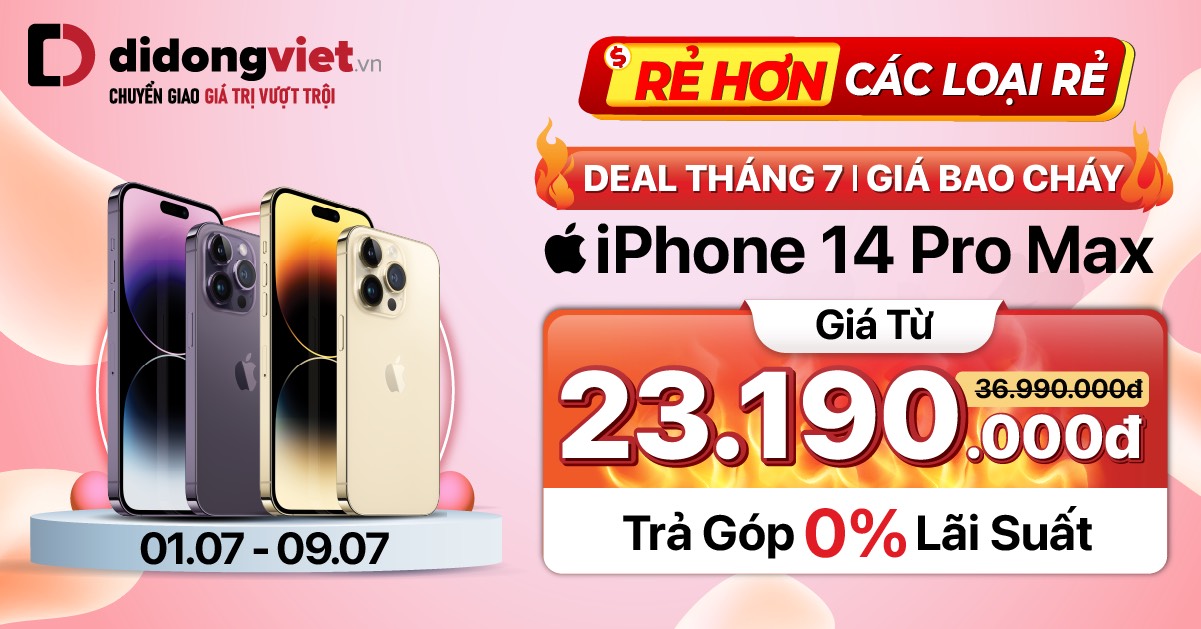 didongviet.vn
CHUYỂN GIAO GIÁ TRỊ VƯỢT TRỘI
$ RẺ HƠN CÁC LOẠI RẺ
DEAL THÁNG 7 | GIÁ BAO CHÁY
iPhone 14 Pro Max
Giá Từ
36.990.000đ
23.190.000đ
Trả Góp 0% Lãi Suất
01.07 - 09.07